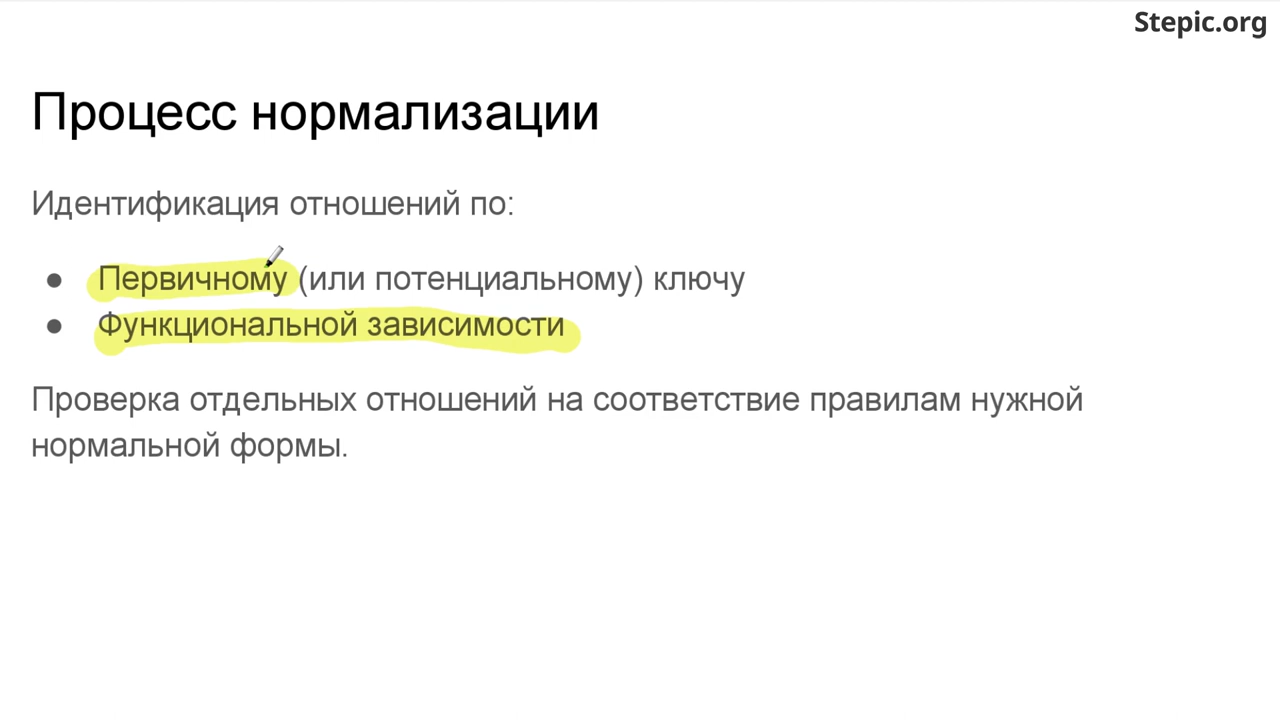 Stepic.org
Процесс нормализации
Идентификация отношений по:
● Первичному (или потенциальному) ключу
● Функциональной зависимости
Проверка отдельных отношений на соответствие правилам нужной
нормальной формы.